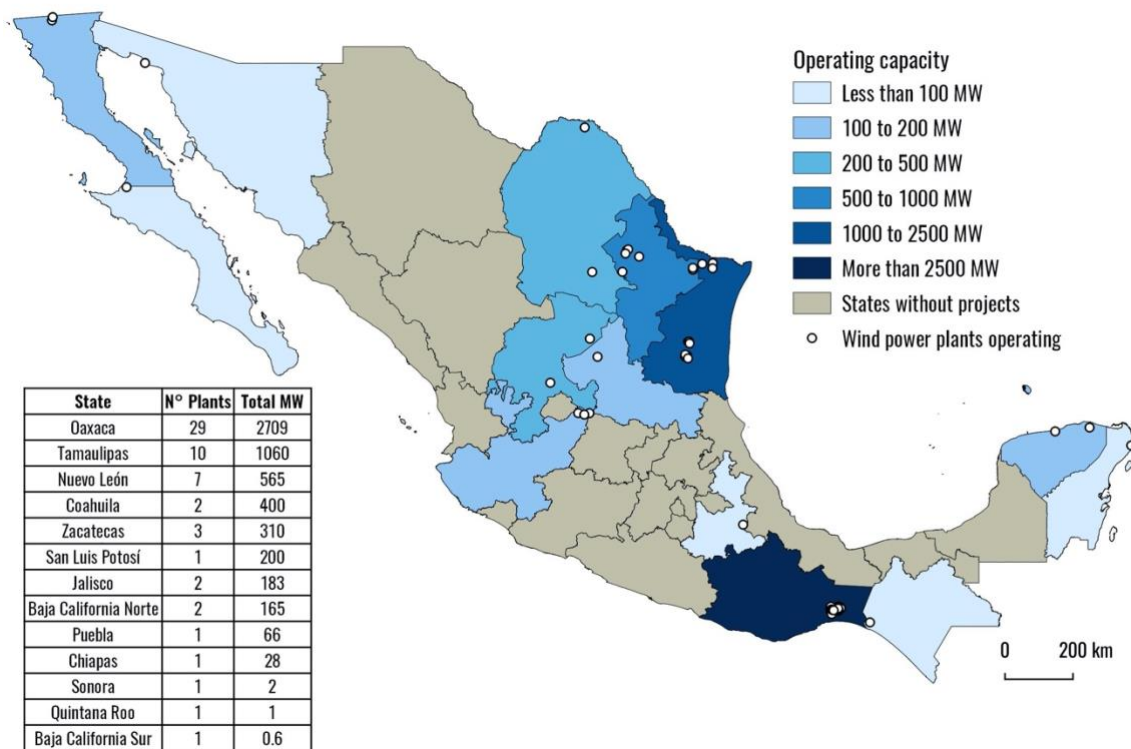 Operating capacity
Less than 100 MW
100 to 200 MW
200 to 500 MW
500 to 1000 MW
1000 to 2500 MW
More than 2500 MW
States without projects
Wind power plants operating
State N° Plants Total MW
Oaxaca 29 2709
Tamaulipas 10 1060
Nuevo León 7 565
Coahuila 2 400
Zacatecas 3 310
San Luis Potosí 1 200
Jalisco 2 183
Baja California Norte 2 165
Puebla 1 66
Chiapas 1 28
Sonora 1 2
Quintana Roo 1 1
Baja California Sur 1 0.6
0 200 km